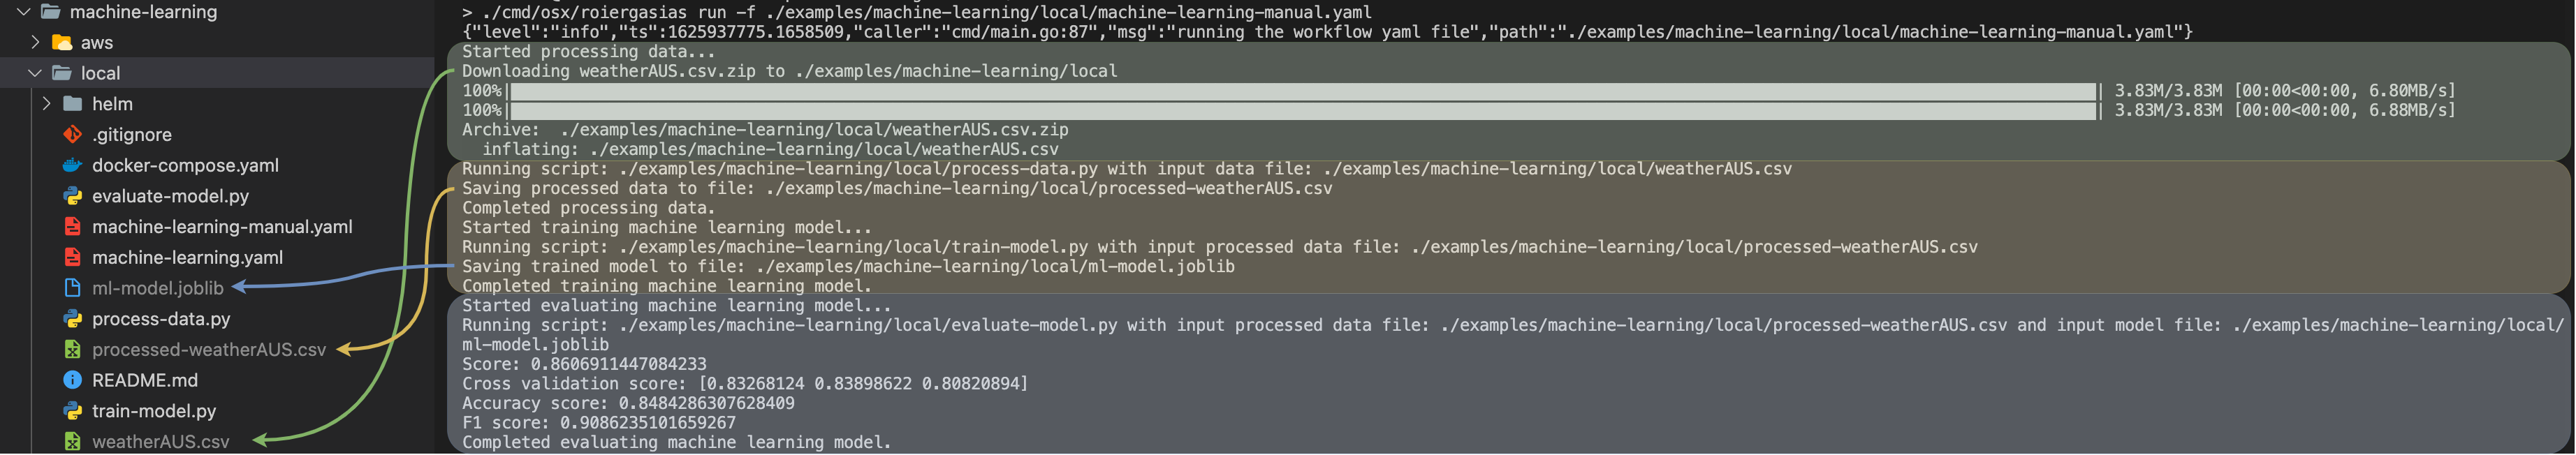 machine-learning
aws
local
helm
.gitignore
docker-compose.yaml
evaluate-model.py
machine-learning-manual.yaml
machine-learning.yaml
ml-model.joblib
process-data.py
processed-weatherAUS.csv
README.md
train-model.py
weatherAUS.csv
> ./cmd/osx/roiergasias run -f ./examples/machine-learning/local/machine-learning-manual.yaml
{"level":"info","ts":1625937775.1658509,"caller":"cmd/main.go:87","msg":"running the workflow yaml file","path":"./examples/machine-learning/local/machine-learning-manual.yaml"}
Started processing data...
Downloading weatherAUS.csv.zip to ./examples/machine-learning/local
100%| | 3.83M/3.83M [00:00<00:00, 6.80MB/s]
100%| | 3.83M/3.83M [00:00<00:00, 6.88MB/s]
Archive:  ./examples/machine-learning/local/weatherAUS.csv.zip
  inflating: ./examples/machine-learning/local/weatherAUS.csv
Running script: ./examples/machine-learning/local/process-data.py with input data file: ./examples/machine-learning/local/weatherAUS.csv
Saving processed data to file: ./examples/machine-learning/local/processed-weatherAUS.csv
Completed processing data.
Started training machine learning model...
Running script: ./examples/machine-learning/local/train-model.py with input processed data file: ./examples/machine-learning/local/processed-weatherAUS.csv
Saving trained model to file: ./examples/machine-learning/local/ml-model.joblib
Completed training machine learning model.
Started evaluating machine learning model...
Running script: ./examples/machine-learning/local/evaluate-model.py with input processed data file: ./examples/machine-learning/local/processed-weatherAUS.csv and input model file: ./examples/machine-learning/local/
ml-model.joblib
Score: 0.8606911447084233
Cross validation score: [0.83268124 0.83898622 0.80820894]
Accuracy score: 0.8484286307628409
F1 score: 0.9086235101659267
Completed evaluating machine learning model.